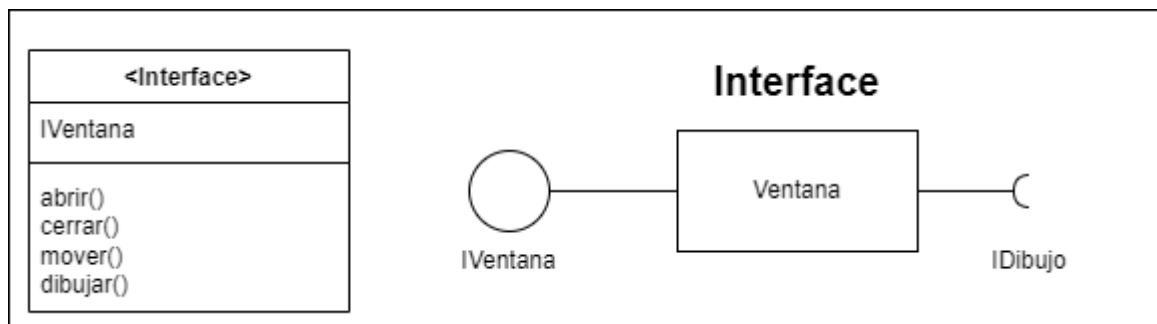 <Interface>
IVentana
abrir()
cerrar()
mover()
dibujar()
Interface
Ventana
IVentana
IDibujo